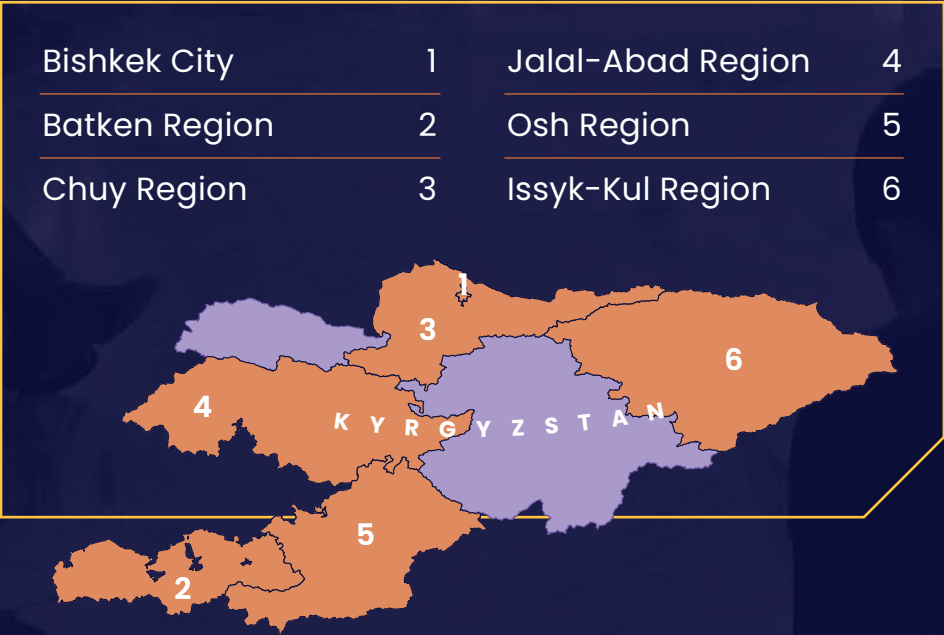 Bishkek City 1
Batken Region 2
Chuy Region 3
Jalal-Abad Region 4
Osh Region 5
Issyk-Kul Region 6
1
3
6
4
KYRGYZSTAN
5
2